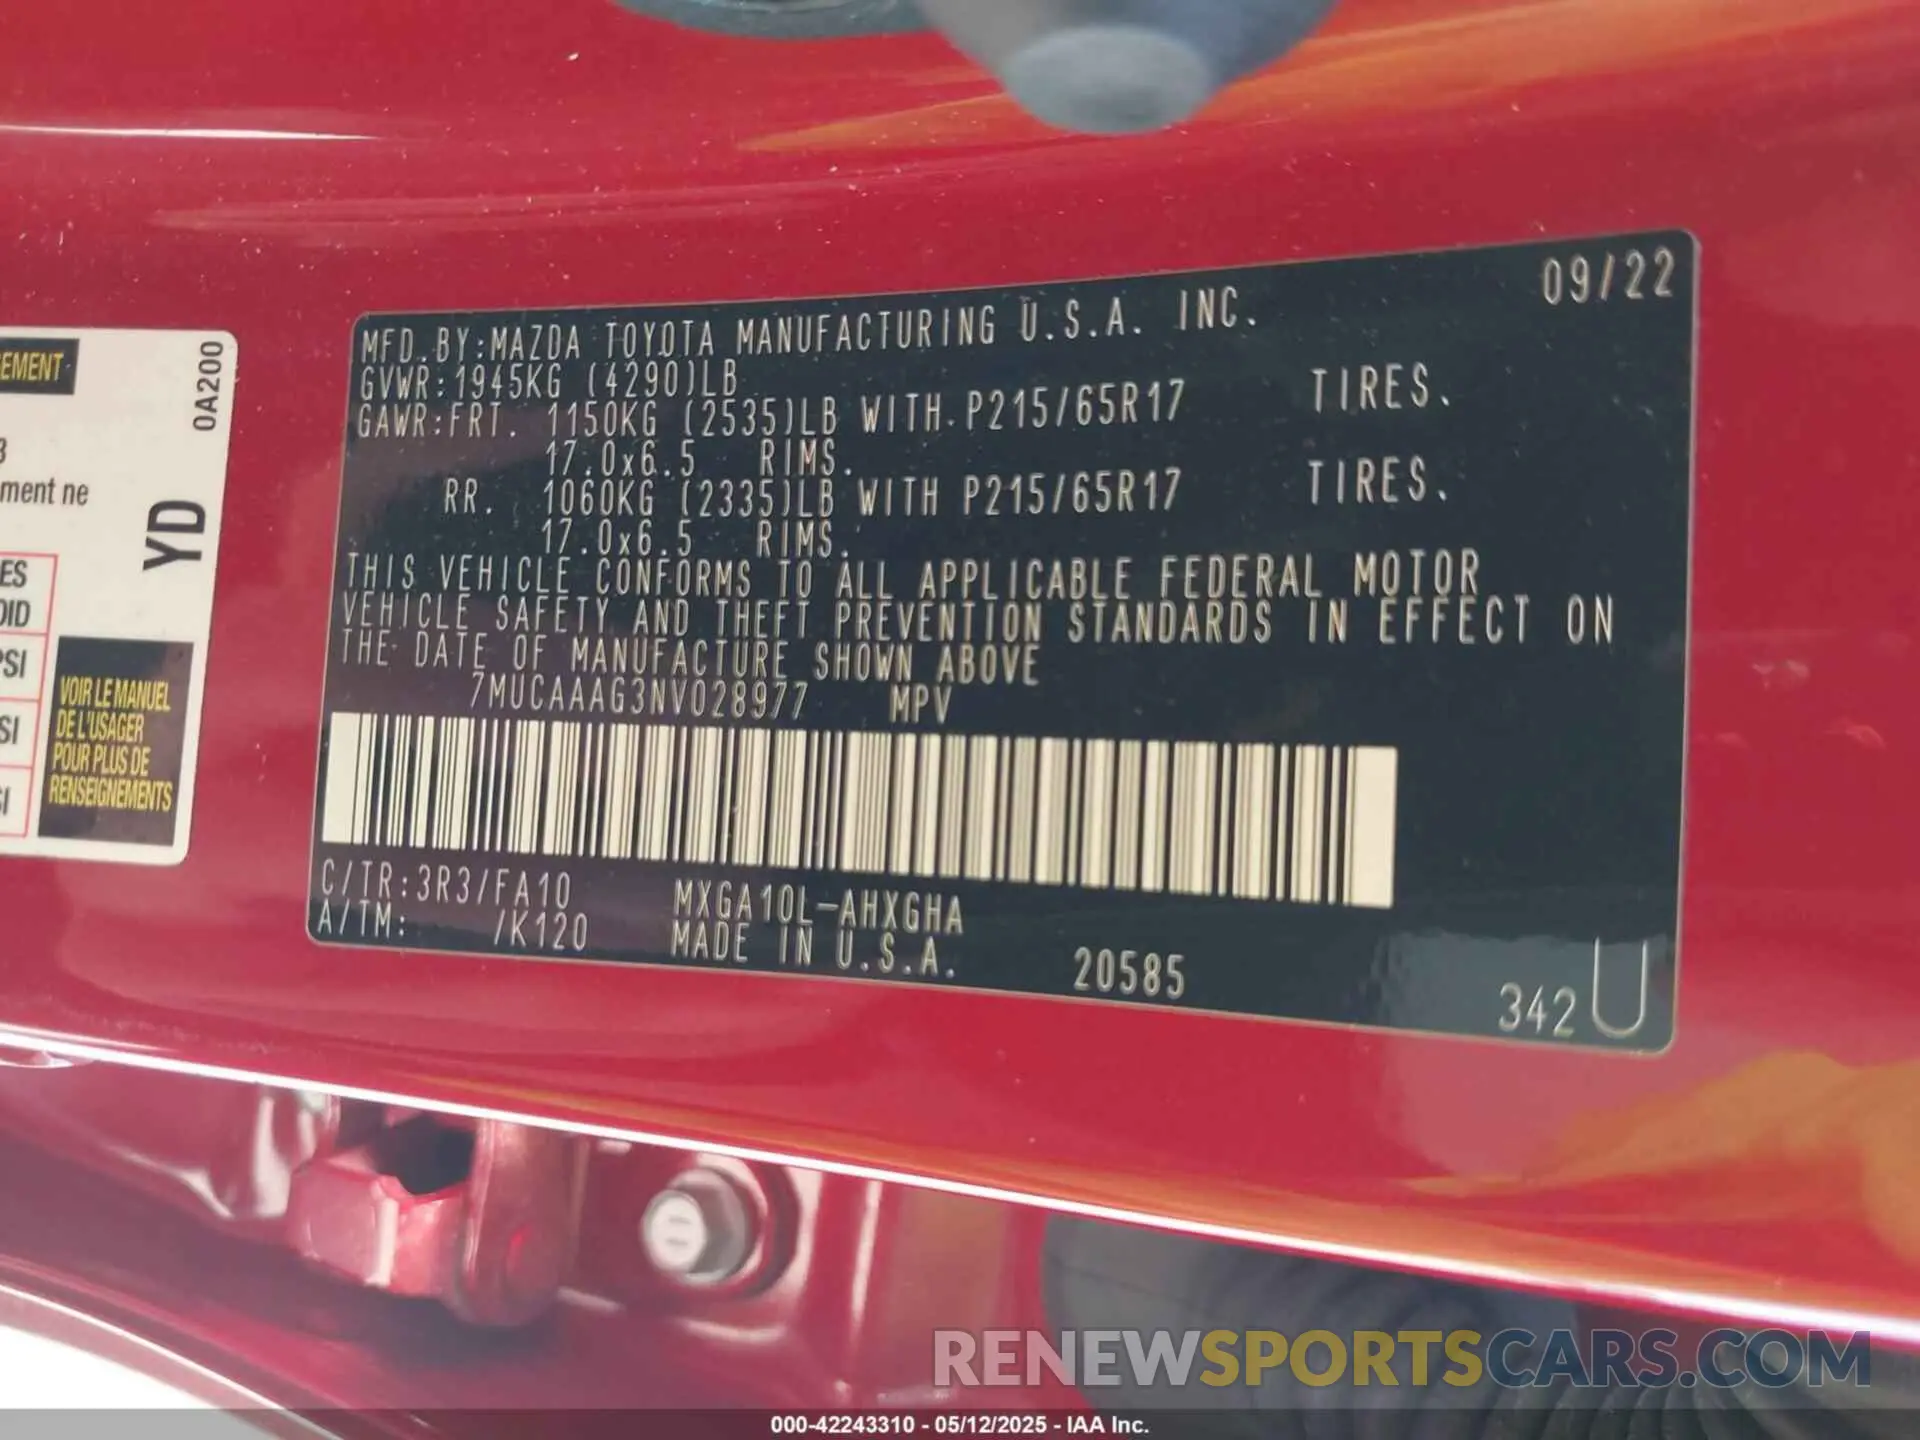 09/22
MFD.BY:MAZDA TOYOTA MANUFACTURING U.S.A. INC.
GVWR:1945KG (4290)LB
GAWR:FRT. 1150KG (2535)LB WITH P215/65R17 TIRES.
17.0x6.5 RIMS.
RR. 1060KG (2335)LB WITH P215/65R17 TIRES.
17.0x6.5 RIMS.
THIS VEHICLE CONFORMS TO ALL APPLICABLE FEDERAL MOTOR
VEHICLE SAFETY AND THEFT PREVENTION STANDARDS IN EFFECT ON
THE DATE OF MANUFACTURE SHOWN ABOVE
7MUCAAAG3NV028977 MPV
C/TR:3R3/FA10 MXGA10L-AHXGHA
A/TM: /K120 MADE IN U.S.A. 20585
342 U
EMENT
ment ne
ES
OID
PSI
SI
SI
0A200
YD
VOIR LE MANUEL
DE L'USAGER
POUR PLUS DE
RENSEIGNEMENTS
RENEWSPORTSCARS.COM
000-42243310 - 05/12/2025 - IAA Inc.